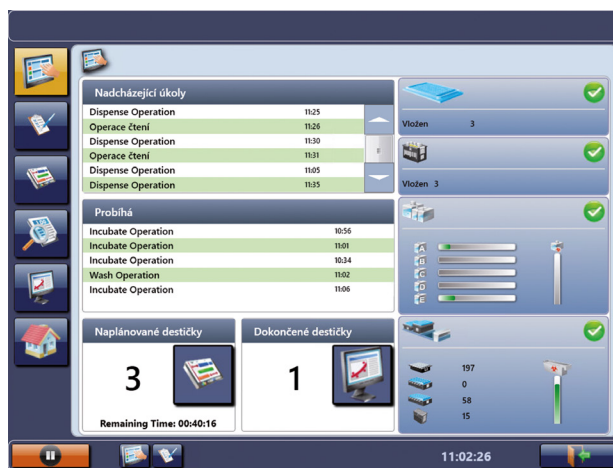 Nadcházející úkoly
Dispense Operation 11:25
Operace čtení 11:26
Dispense Operation 11:30
Operace čtení 11:31
Dispense Operation 11:05
Dispense Operation 11:35
Probíhá
Incubate Operation 10:56
Incubate Operation 11:01
Incubate Operation 10:34
Wash Operation 11:02
Incubate Operation 11:06
Naplánované destičky
3
Remaining Time: 00:40:16
Dokončené destičky
1
Vložen 3
Vložen 3
A
B
C
D
E
197
0
58
15
11:02:26